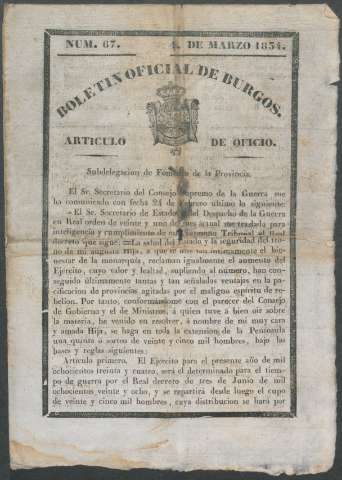 NUM. 67. 4. DE MARZO 1834.
BOLETIN OFICIAL DE BURGOS.
ARTICULO DE OFICIO.
Subdelegacion de Fomento de la Provincia.
El Sr. Secretario del Consejo Supremo de la Guerra me
ha comunicado con fecha 24 de Febrero último lo siguiente.
El Sr. Secretario de Estado y del Despacho de la Guerra
en Real orden de veinte y uno de mes actual me traslada para
inteligencia y cumplimiento de Supremo Tribunal el Real
decreto que sigue. La salud del Estado y la seguridad del tro-
no de mi augusta Hija, á que íntimamente el bien-
estar de la monarquía, reclaman igualmente el aumento del
Ejército, cuyo valor y lealtad, supliendo al número, han con-
seguido últimamente tantas y tan señaladas ventajas en la pa-
cificacion de provincias agitadas por el maligno espíritu de re-
belion. Por tanto, conformándome con el parecer del Consejo
de Gobierno y el de Ministros, á quien tuve á bien oir sobre
la materia, he venido en resolver, á nombre de mi muy cara
y amada Hija, se haga en toda la extension de la Península
una quinta ó sorteo de veinte y cinco mil hombres, bajo las
bases y reglas siguientes:
Artículo primero. El Ejército para el presente año de mil
ochocientos treinta y cuatro, será el determinado para el tiem-
po de guerra por el Real decreto de tres de Junio de mil
ochocientos veinte y ocho, y se repartirá desde luego el cupo
de veinte y cinco mil hombres, cuya distribucion se hará por